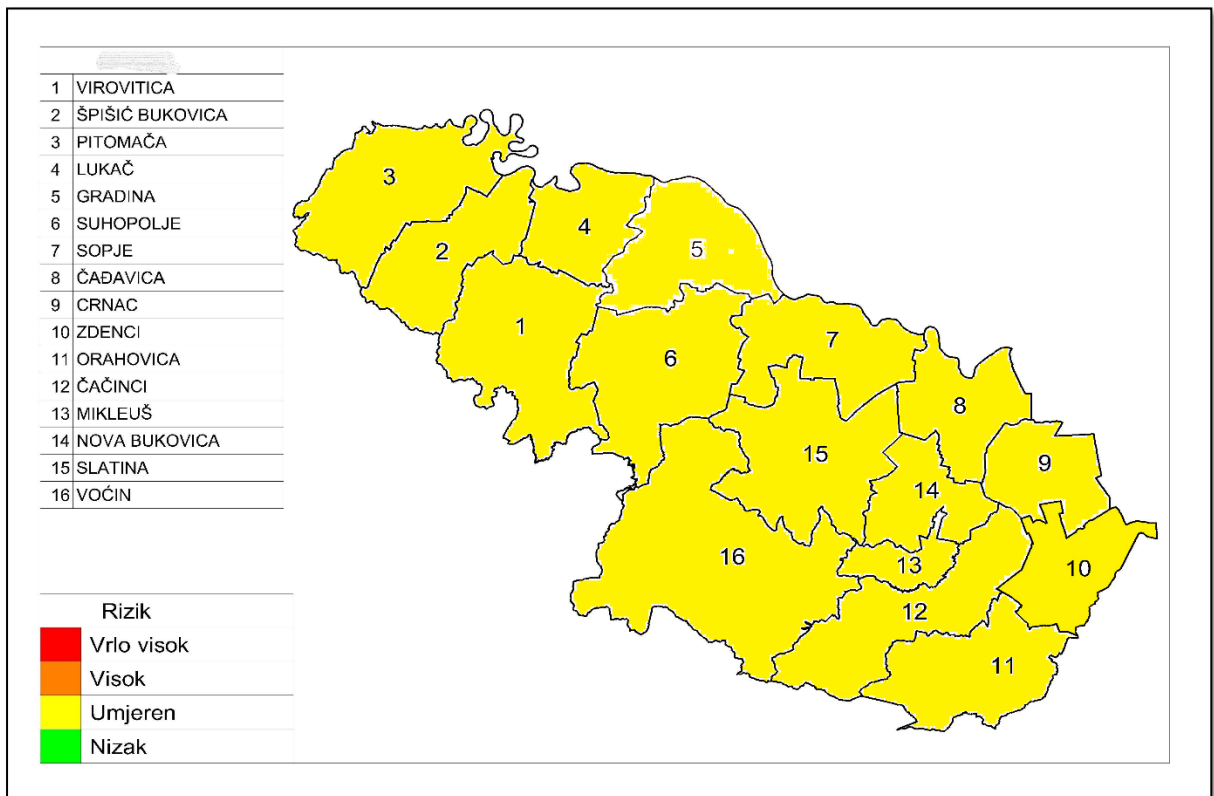 1 VIROVITICA
2 ŠPIŠIĆ BUKOVICA
3 PITOMAČA
4 LUKAČ
5 GRADINA
6 SUHOPOLJE
7 SOPJE
8 ČAĐAVICA
9 CRNAC
10 ZDENCI
11 ORAHOVICA
12 ČAČINCI
13 MIKLEUŠ
14 NOVA BUKOVICA
15 SLATINA
16 VOĆIN
Rizik
Vrlo visok
Visok
Umjeren
Nizak
3
4
2
5
1
7
6
8
15
9
14
16
13
10
12
11